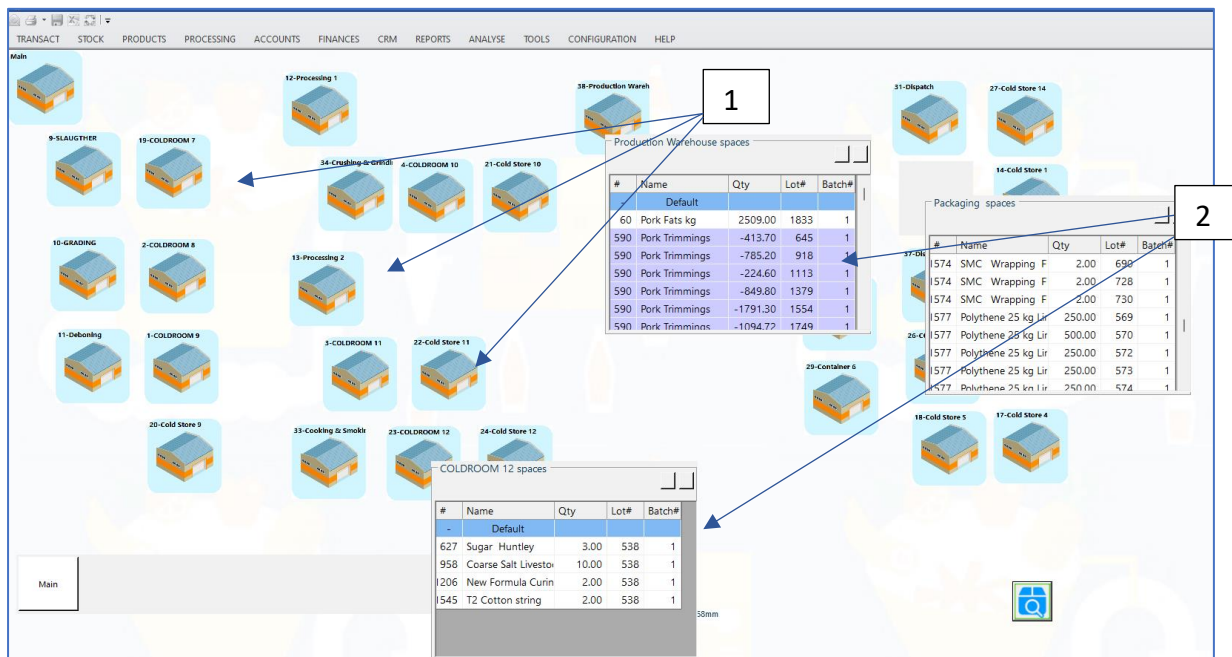 TRANSACT STOCK PRODUCTS PROCESSING ACCOUNTS FINANCES CRM REPORTS ANALYSE TOOLS CONFIGURATION HELP
Main
12-Processing 1
38-Production Wareh
1
31-Dispatch
27-Cold Store 14
9-SLAUGTHER
19-COLDROOM 7
34-Crushing & Grindi
4-COLDROOM 10
21-Cold Store 10
14-Cold Store 1
Production Warehouse spaces
# Name Qty Lot# Batch#
- Default
60 Pork Fats kg 2509.00 1833 1
590 Pork Trimmings -413.70 645 1
590 Pork Trimmings -785.20 918 1
590 Pork Trimmings -224.60 1113 1
590 Pork Trimmings -849.80 1379 1
590 Pork Trimmings -1791.30 1554 1
590 Pork Trimmings -1094.72 1749 1
Packaging spaces
2
# Name Qty Lot# Batch#
1574 SMC Wrapping F 2.00 690 1
1574 SMC Wrapping F 2.00 728 1
1574 SMC Wrapping F 2.00 730 1
1577 Polythene 25 kg Lir 250.00 569 1
1577 Polythene 25 kg Lir 500.00 570 1
1577 Polythene 25 kg Lir 250.00 572 1
1577 Polythene 25 kg Lir 250.00 573 1
1577 Polythene 25 kg Lir 250.00 574 1
10-GRADING
2-COLDROOM 8
13-Processing 2
11-Deboning
1-COLDROOM 9
3-COLDROOM 11
22-Cold Store 11
29-Container 6
20-Cold Store 9
33-Cooking & Smokir
23-COLDROOM 12
24-Cold Store 12
18-Cold Store 5
17-Cold Store 4
COLDROOM 12 spaces
# Name Qty Lot# Batch#
- Default
627 Sugar Huntley 3.00 538 1
958 Coarse Salt Livesto 10.00 538 1
1206 New Formula Curin 2.00 538 1
1545 T2 Cotton string 2.00 538 1
Main
58mm